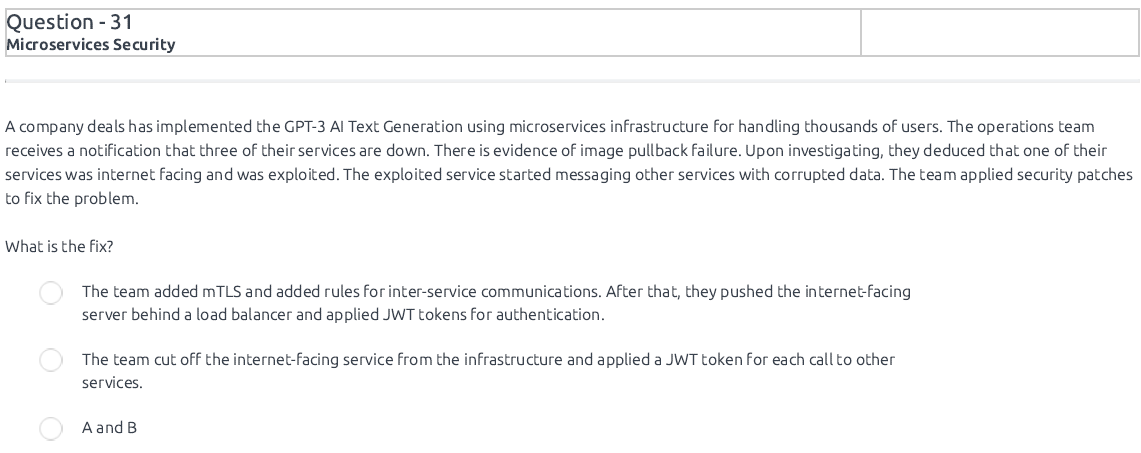 Question - 31
Microservices Security
A company deals has implemented the GPT-3 AI Text Generation using microservices infrastructure for handling thousands of users. The operations team
receives a notification that three of their services are down. There is evidence of image pullback failure. Upon investigating, they deduced that one of their
services was internet facing and was exploited. The exploited service started messaging other services with corrupted data. The team applied security patches
to fix the problem.
What is the fix?
The team added mTLS and added rules for inter-service communications. After that, they pushed the internet-facing
server behind a load balancer and applied JWT tokens for authentication.
The team cut off the internet-facing service from the infrastructure and applied a JWT token for each call to other
services.
A and B